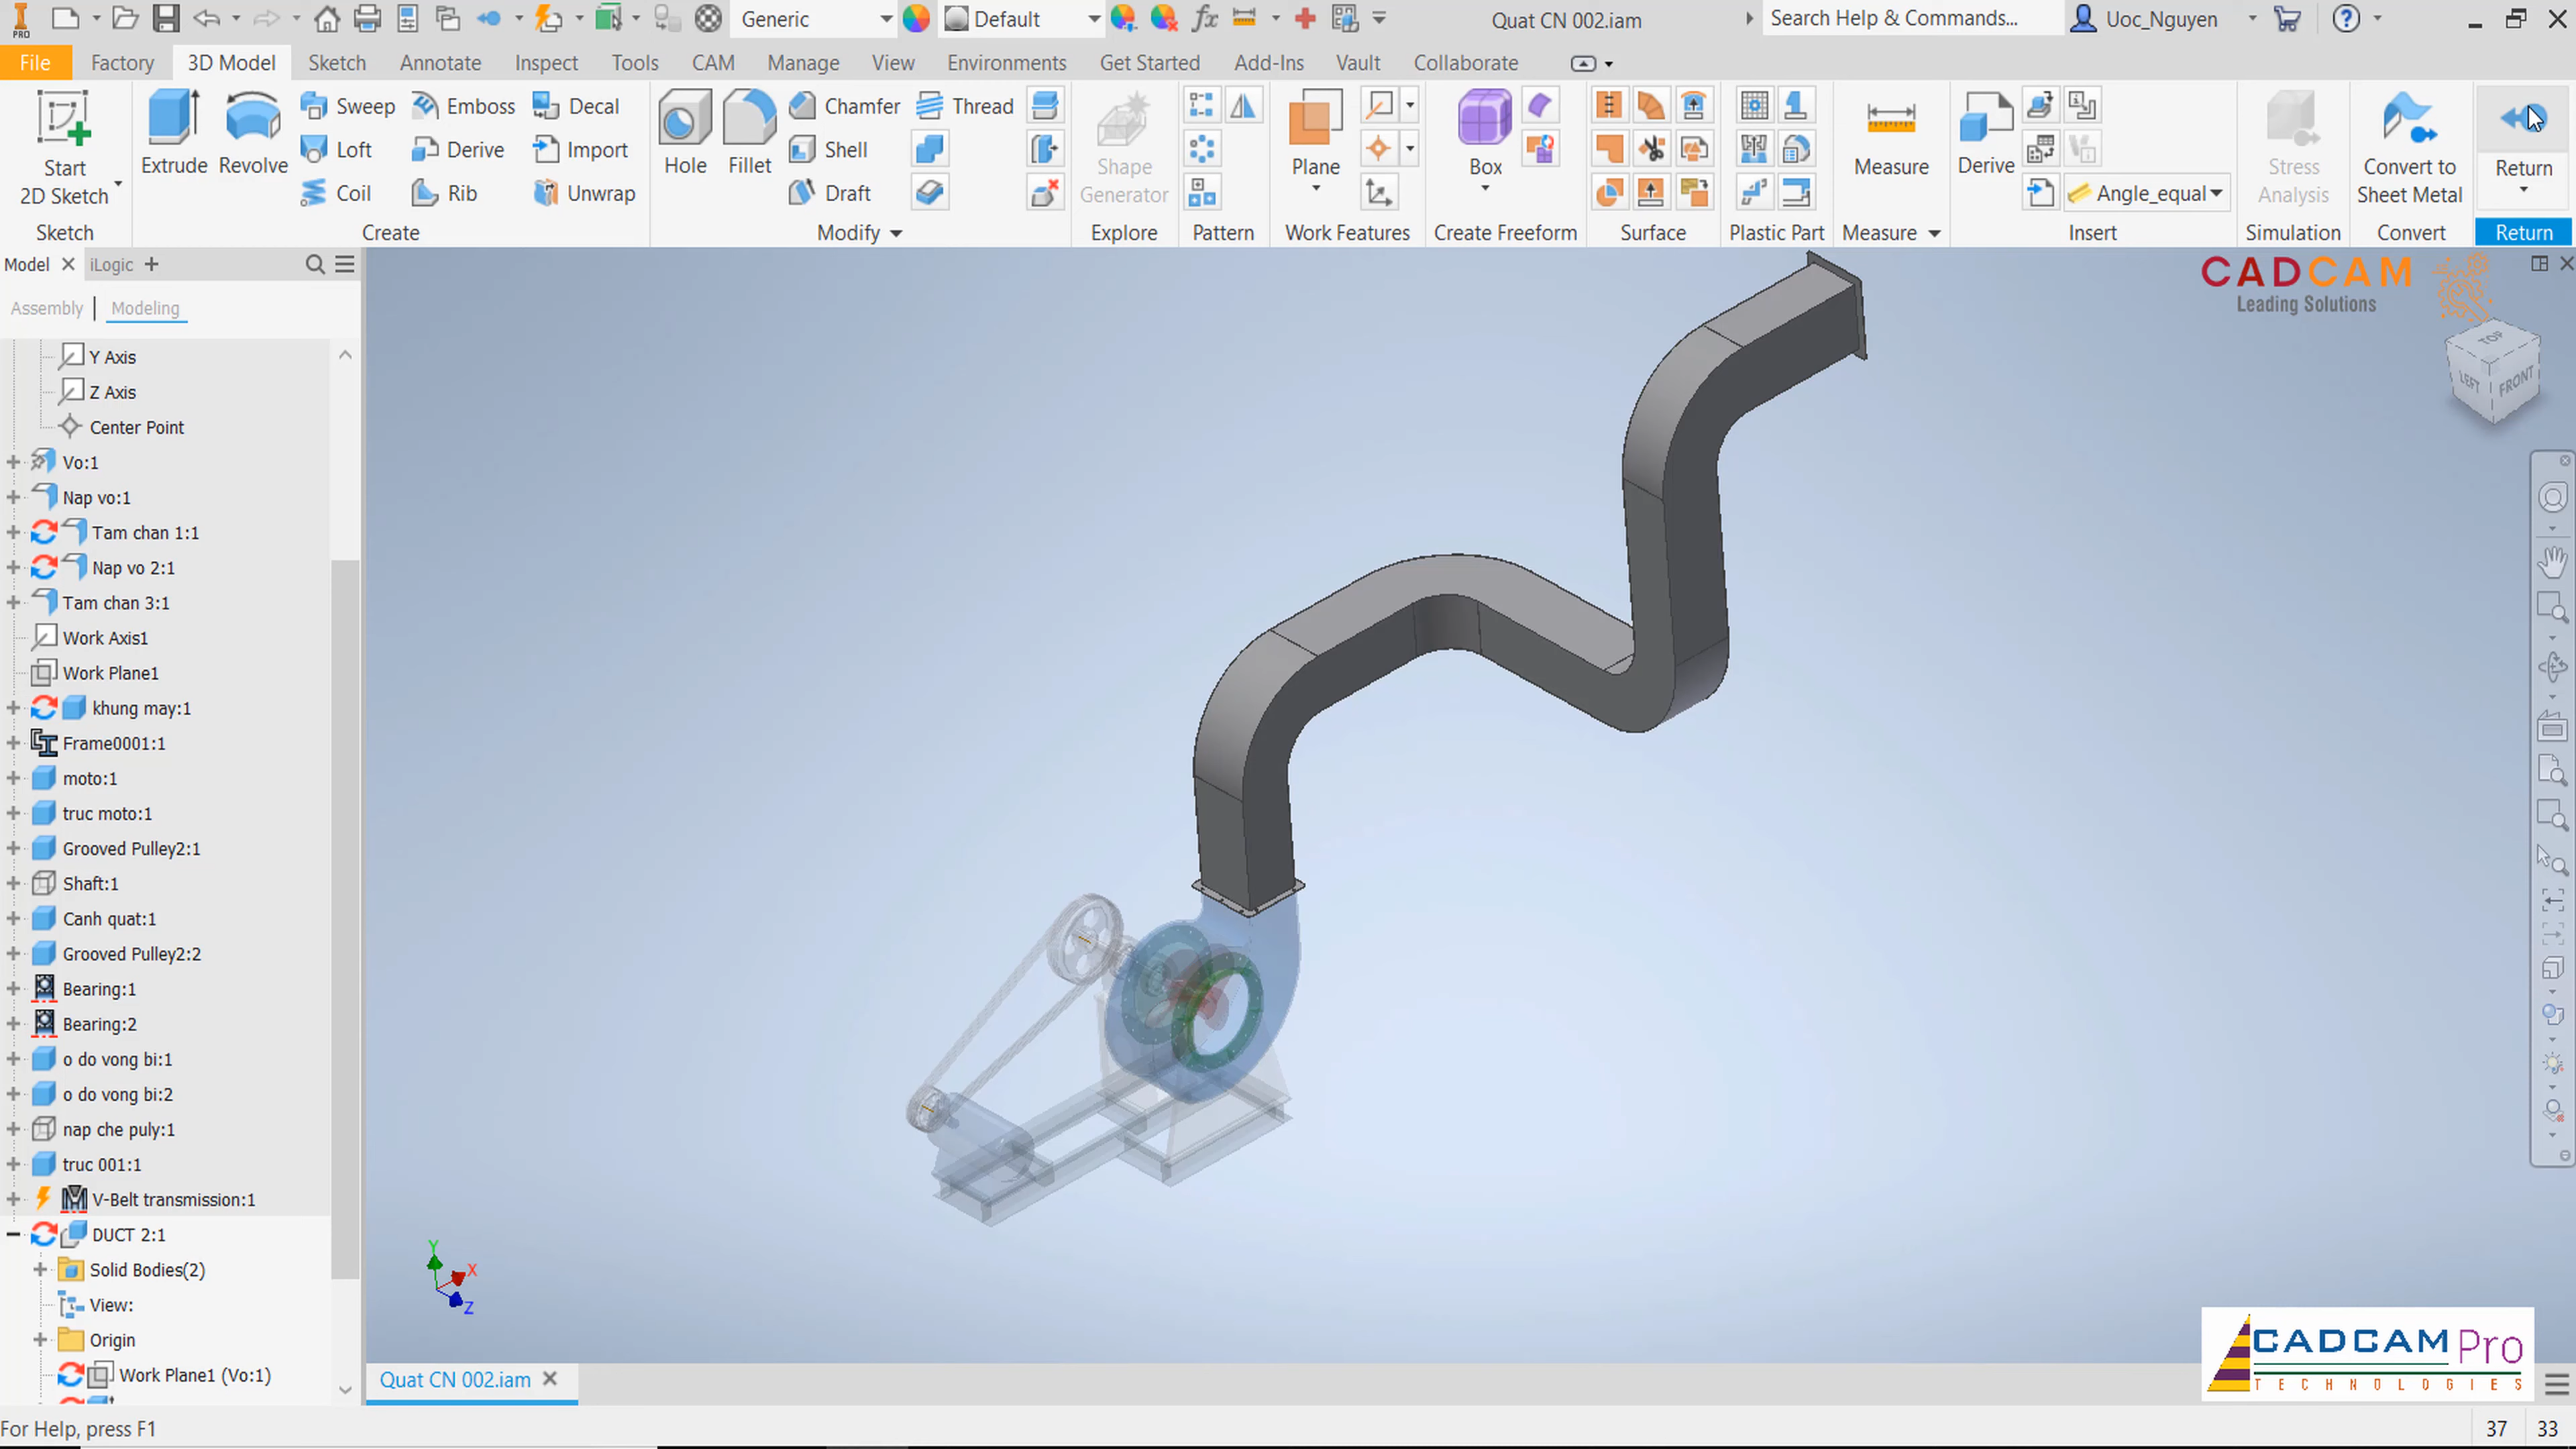 PRO
Generic
Default
Quat CN 002.iam
Search Help & Commands...
Uoc_Nguyen
File
Factory
3D Model
Sketch
Annotate
Inspect
Tools
CAM
Manage
View
Environments
Get Started
Add-Ins
Vault
Collaborate
Start
2D Sketch
Extrude
Revolve
Sweep
Loft
Coil
Emboss
Derive
Rib
Decal
Import
Unwrap
Hole
Fillet
Chamfer
Shell
Draft
Thread
Shape
Generator
Plane
Box
Measure
Derive
Angle_equal
Stress
Analysis
Convert to
Sheet Metal
Return
Sketch
Create
Modify
Explore
Pattern
Work Features
Create Freeform
Surface
Plastic Part
Measure
Insert
Simulation
Convert
Return
Model
iLogic
Assembly
Modeling
Y Axis
Z Axis
Center Point
Vo:1
Nap vo:1
Tam chan 1:1
Nap vo 2:1
Tam chan 3:1
Work Axis1
Work Plane1
khung may:1
Frame0001:1
moto:1
truc moto:1
Grooved Pulley2:1
Shaft:1
Canh quat:1
Grooved Pulley2:2
Bearing:1
Bearing:2
o do vong bi:1
o do vong bi:2
nap che puly:1
truc 001:1
V-Belt transmission:1
DUCT 2:1
Solid Bodies(2)
View:
Origin
Work Plane1 (Vo:1)
CADCAM
Leading Solutions
TOP
LEFT
FRONT
Y
X
Z
CADCAM Pro
TECHNOLOGIES
Quat CN 002.iam
For Help, press F1
37
33